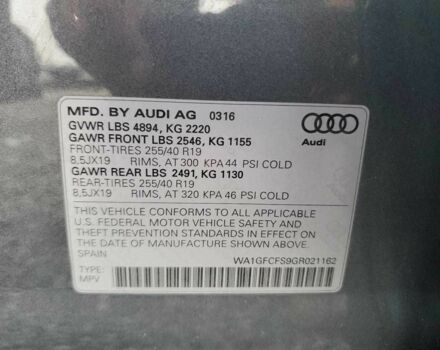 MFD. BY AUDI AG 0316
GVWR LBS 4894, KG 2220
GAWR FRONT LBS 2546, KG 1155
FRONT-TIRES 255/40 R19
8,5JX19 RIMS, AT 300 KPA 44 PSI COLD
GAWR REAR LBS 2491, KG 1130
REAR-TIRES 255/40 R19
8,5JX19 RIMS, AT 320 KPA 46 PSI COLD
Audi
THIS VEHICLE CONFORMS TO ALL APPLICABLE
U.S. FEDERAL MOTOR VEHICLE SAFETY
AND THEFT PREVENTION STANDARDS IN EFFECT
ON THE DATE OF MANUFACTURE SHOWN ABOVE.
SPAIN
WA1GFCFS9GR021162
TYPE:
MPV